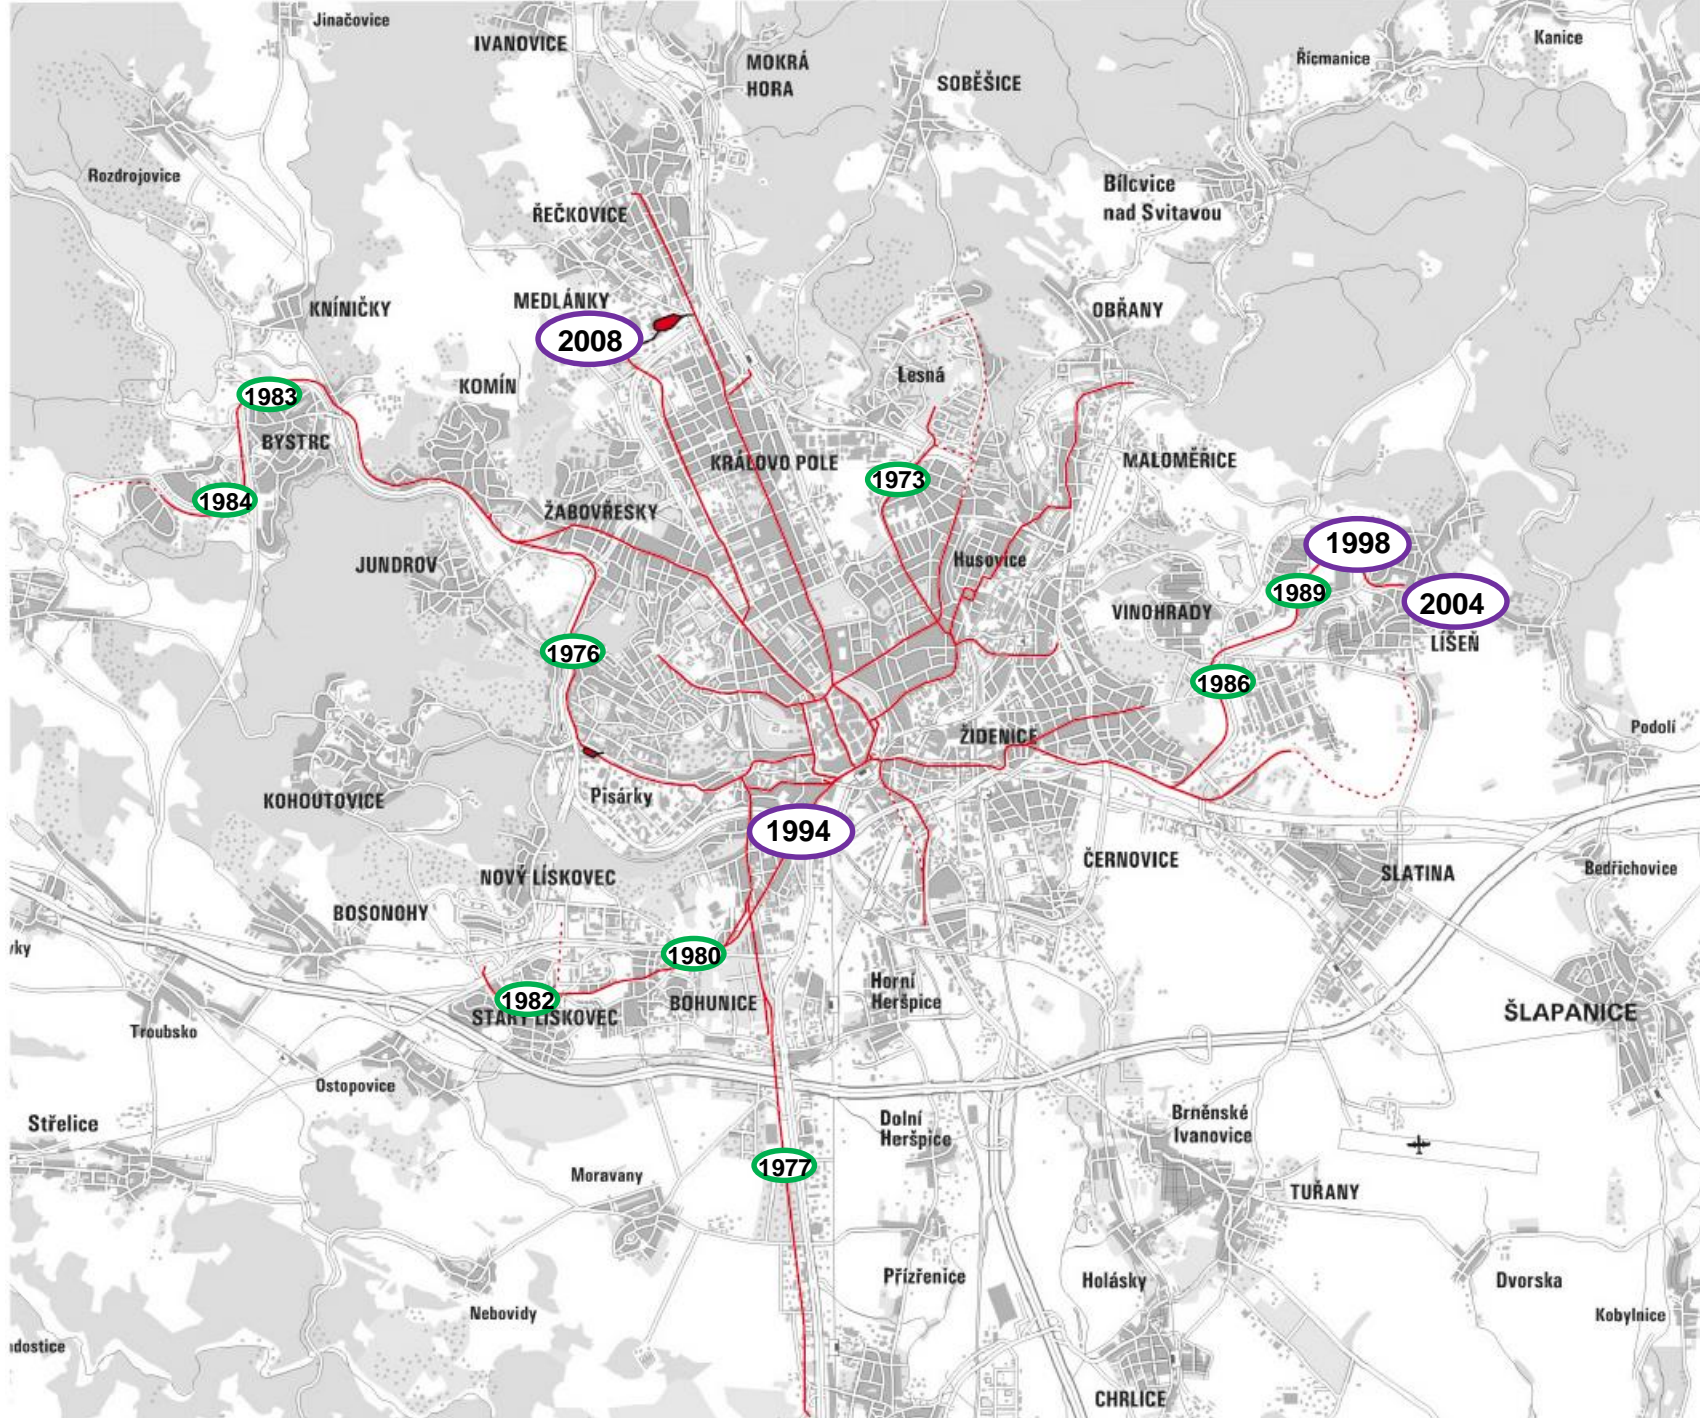 Jinačovice
IVANOVICE
MOKRÁ
HORA
SOBĚŠICE
Řícmanice
Kanice
Rozdrojovice
Bílcvice
nad Svitavou
ŘEČKOVICE
KNÍNIČKY
MEDLÁNKY
2008
OBŘANY
Lesná
1983
KOMÍN
BYSTRC
KRÁLOVO POLE
1973
MALOMĚŘICE
1984
ŽABOVŘESKY
JUNDROV
Husovice
1998
1989
VINOHRADY
2004
LÍŠEŇ
1976
1986
ŽIDENICE
Podolí
Pisárky
KOHOUTOVICE
1994
ČERNOVICE
SLATINA
Bedřichovice
NOVÝ LÍSKOVEC
BOSONOHY
vky
1980
Horní
Heršpice
1982
STARÝ LÍSKOVEC
BOHUNICE
ŠLAPANICE
Troubsko
Ostopovice
Střelice
Dolní
Heršpice
Brněnské
Ivanovice
1977
Moravany
TUŘANY
Přízřenice
Holásky
Dvorska
Nebovidy
Kobylnice
dostice
CHRLICE